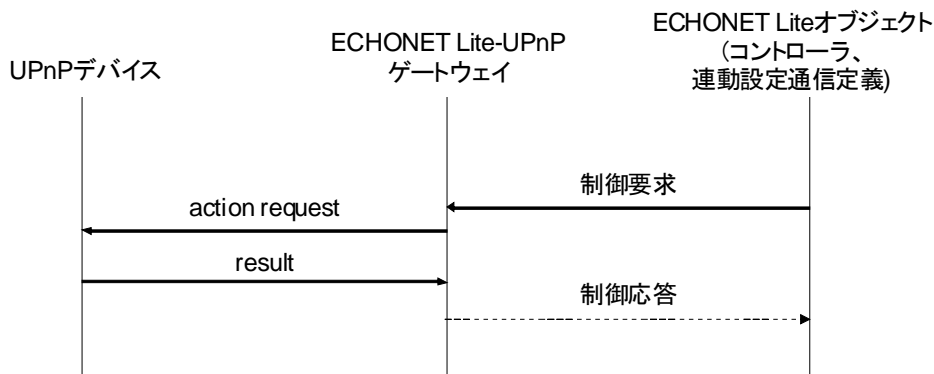 UPnPデバイス
ECHONET Lite-UPnP
ゲートウェイ
ECHONET Liteオブジェクト
(コントローラ、
連動設定通信定義)
制御要求
action request
result
制御応答